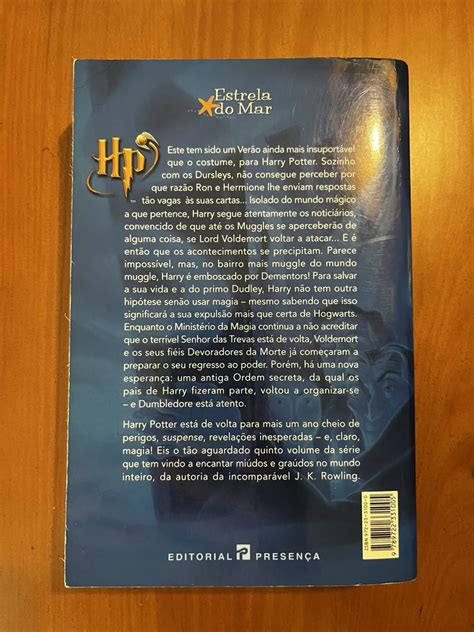 Estrela
do Mar
HP
Este tem sido um Verão ainda mais insuportável
que o costume, para Harry Potter. Sozinho
com os Dursleys, não consegue perceber por
que razão Ron e Hermione lhe enviam respostas
tão vagas às suas cartas... Isolado do mundo mágico
a que pertence, Harry segue atentamente os noticiários,
convencido de que até os Muggles se aperceberão de
alguma coisa, se Lord Voldemort voltar a atacar... E é
então que os acontecimentos se precipitam. Parece
impossível, mas, no bairro mais muggle do mundo
muggle, Harry é emboscado por Dementors! Para salvar
a sua vida e a do primo Dudley, Harry não tem outra
hipótese senão usar magia – mesmo sabendo que isso
significará a sua expulsão mais que certa de Hogwarts.
Enquanto o Ministério da Magia continua a não acreditar
que o terrível Senhor das Trevas está de volta, Voldemort
e os seus fiéis Devoradores da Morte já começaram a
preparar o seu regresso ao poder. Porém, há uma nova
esperança: uma antiga Ordem secreta, da qual os
pais de Harry fizeram parte, voltou a organizar-se
– e Dumbledore está atento.
Harry Potter está de volta para mais um ano cheio de
perigos, suspense, revelações inesperadas – e, claro,
magia! Eis o tão aguardado quinto volume da série
que tem vindo a encantar miúdos e graúdos no mundo
inteiro, da autoria da incomparável J. K. Rowling.
ISBN 972-23-3100-0
9789722331005
EDITORIAL PRESENÇA